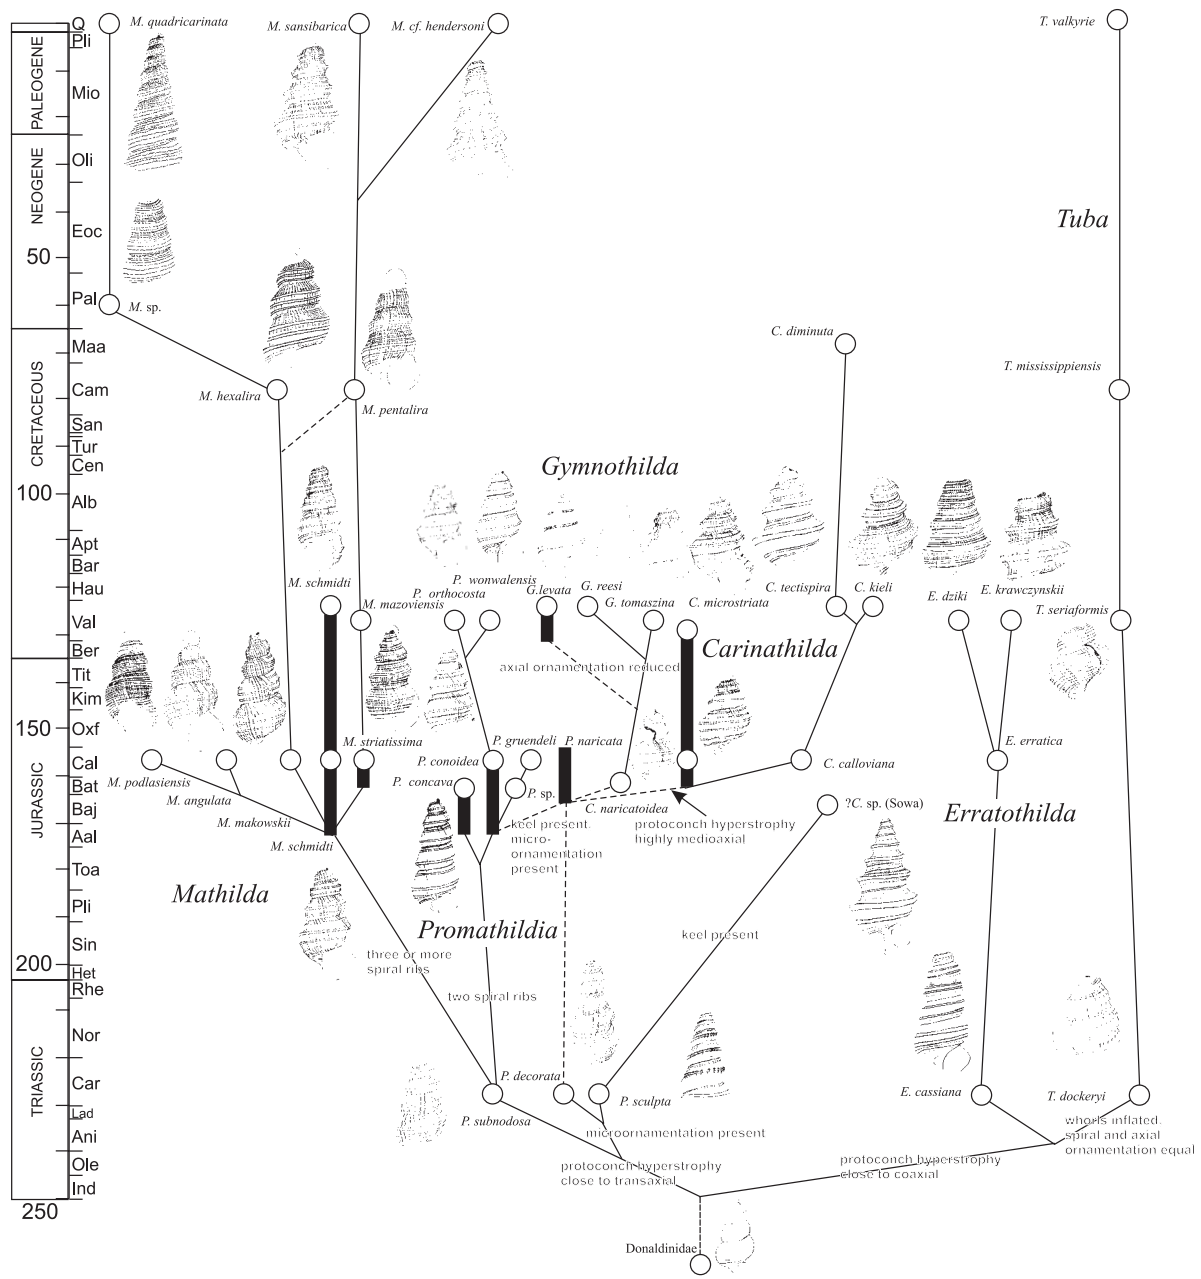 Q
M. quadricarinata
M. sansibarica
M. cf. hendersoni
T. valkyrie
Pli
PALEOGENE
Mio
Oli
NEOGENE
Eoc
Tuba
50
Pal
M. sp.
C. diminuta
Maa
CRETACEOUS
Cam
M. hexalira
M. pentalira
T. mississippiensis
San
Tur
Cen
Gymnothilda
100
Alb
Apt
Bar
Hau
M. schmidti
P. wonwalensis
P. orthocosta
G.levata
G. reesi
C. tectispira
C. kieli
E. dziki
E. krawczynskii
M. mazoviensis
G. tomaszina
C. microstriata
T. seriaformis
Val
Ber
Carinathilda
axial ornamentation reduced
Tit
Kim
JURASSIC
150
Oxf
M. striatissima
P. gruendeli
P. naricata
E. erratica
Cal
M. podlasiensis
P. conoidea
C. calloviana
Bat
M. angulata
P. concava
P. sp.
C. naricatoidea
?C. sp. (Sowa)
Baj
M. makowskii
keel present.
micro-
ornamentation
present
protoconch hyperstrophy
highly medioaxial
Erratothilda
Aal
M. schmidti
Toa
Mathilda
Pli
Promathildia
Sin
three or more
spiral ribs
keel present
200
Het
Rhe
two spiral ribs
TRIASSIC
Nor
Car
P. decorata
P. sculpta
E. cassiana
T. dockeryi
Lad
P. subnodosa
whorls inflated.
spiral and axial
ornamentation equal
Ani
microornamentation present
Ole
protoconch hyperstrophy
close to transaxial
protoconch hyperstrophy
close to coaxial
Ind
250
Donaldinidae